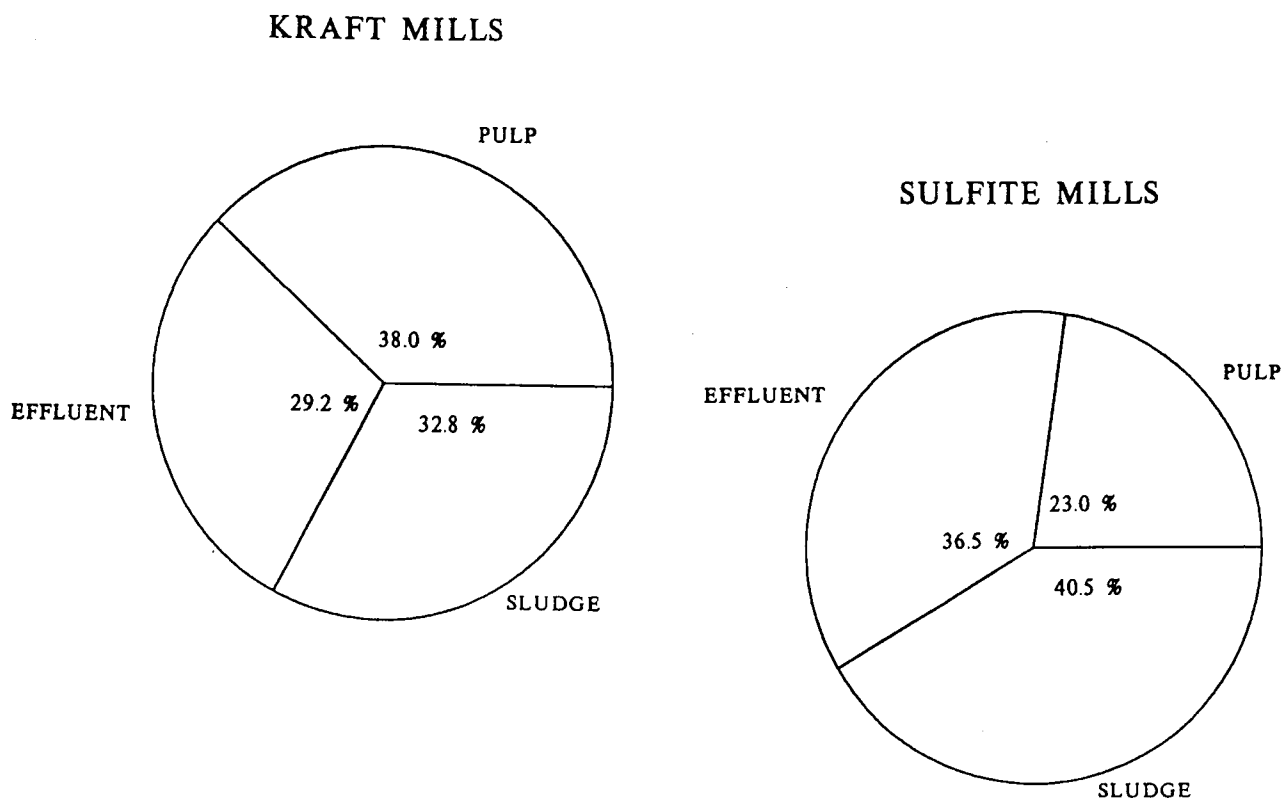 KRAFT MILLS
PULP
38.0 %
EFFLUENT
29.2 %
32.8 %
SLUDGE
SULFITE MILLS
PULP
EFFLUENT
23.0 %
36.5 %
40.5 %
SLUDGE